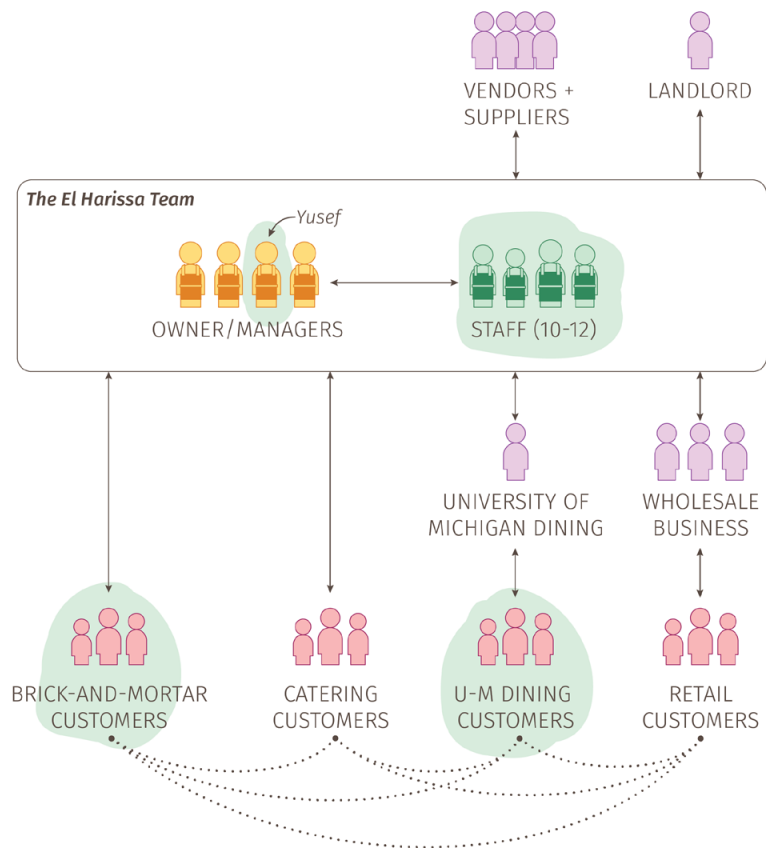 VENDORS +
SUPPLIERS
LANDLORD
The El Harissa Team
Yusef
OWNER/MANAGERS
STAFF (10-12)
UNIVERSITY OF
MICHIGAN DINING
WHOLESALE
BUSINESS
BRICK-AND-MORTAR
CUSTOMERS
CATERING
CUSTOMERS
U-M DINING
CUSTOMERS
RETAIL
CUSTOMERS